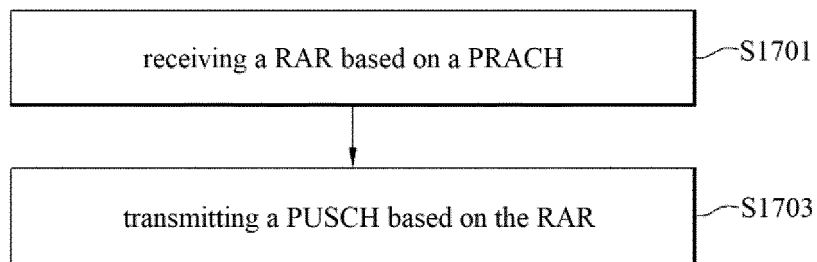 receiving a RAR based on a PRACH
S1701
transmitting a PUSCH based on the RAR
S1703